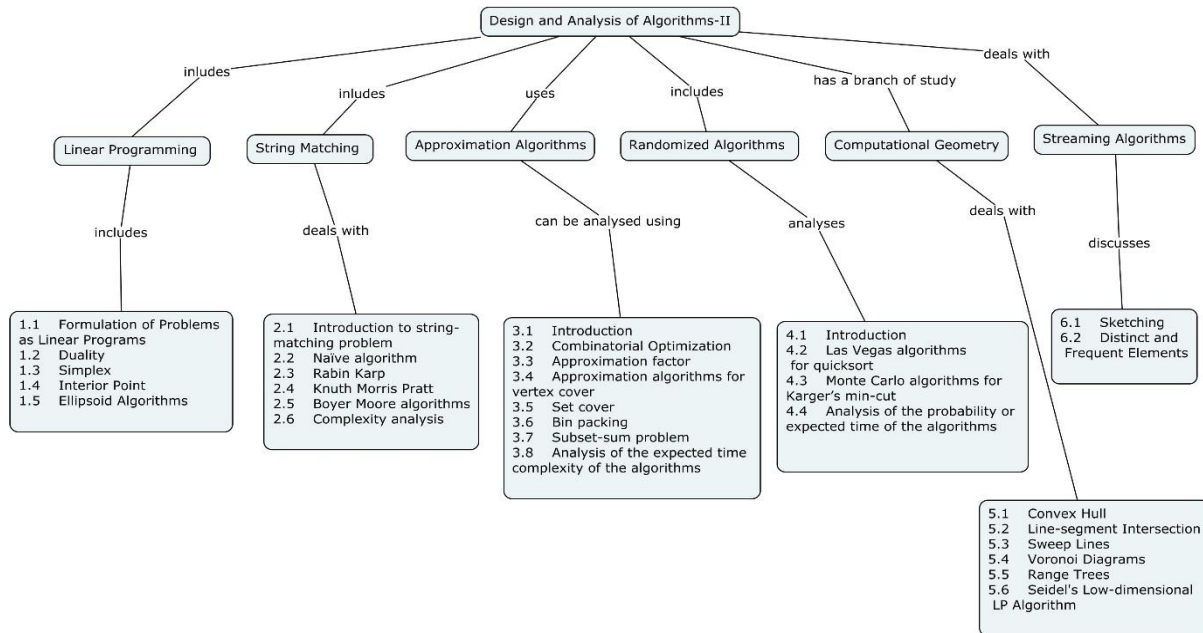 Design and Analysis of Algorithms-II
inludes
inludes
uses
includes
has a branch of study
deals with
Linear Programming
String Matching
Approximation Algorithms
Randomized Algorithms
Computational Geometry
Streaming Algorithms
includes
deals with
can be analysed using
analyses
deals with
discusses
1.1 Formulation of Problems
as Linear Programs
1.2 Duality
1.3 Simplex
1.4 Interior Point
1.5 Ellipsoid Algorithms
2.1 Introduction to string-
matching problem
2.2 Naïve algorithm
2.3 Rabin Karp
2.4 Knuth Morris Pratt
2.5 Boyer Moore algorithms
2.6 Complexity analysis
3.1 Introduction
3.2 Combinatorial Optimization
3.3 Approximation factor
3.4 Approximation algorithms for
vertex cover
3.5 Set cover
3.6 Bin packing
3.7 Subset-sum problem
3.8 Analysis of the expected time
complexity of the algorithms
4.1 Introduction
4.2 Las Vegas algorithms
for quicksort
4.3 Monte Carlo algorithms for
Karger's min-cut
4.4 Analysis of the probability or
expected time of the algorithms
6.1 Sketching
6.2 Distinct and
Frequent Elements
5.1 Convex Hull
5.2 Line-segment Intersection
5.3 Sweep Lines
5.4 Voronoi Diagrams
5.5 Range Trees
5.6 Seidel's Low-dimensional
LP Algorithm